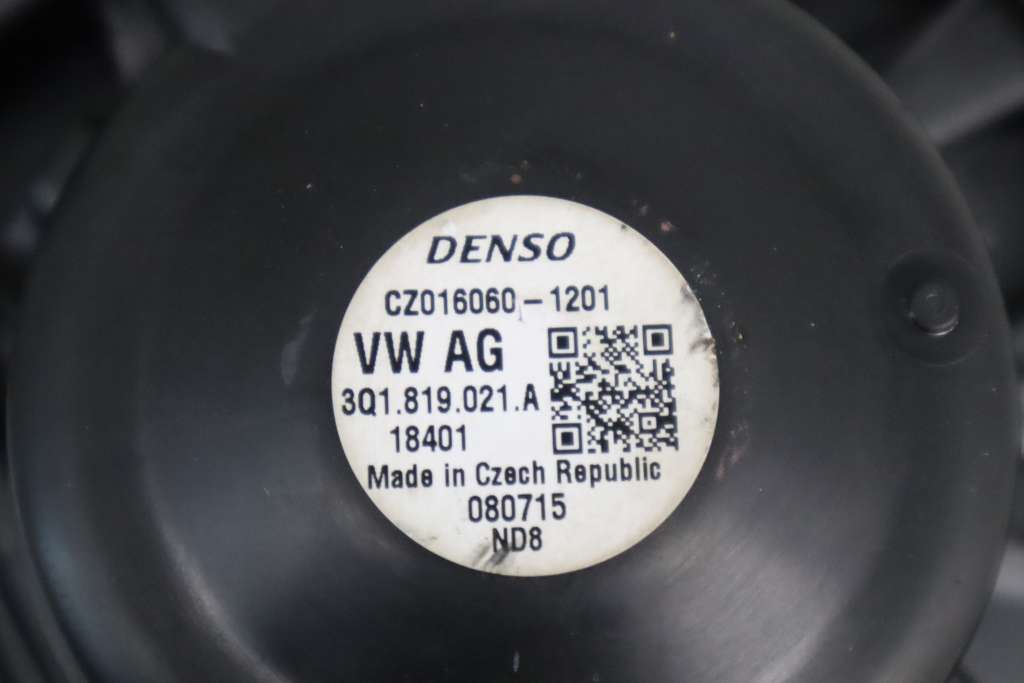 DENSO
CZ016060-1201
VW AG
3Q1.819.021.A
18401
Made in Czech Republic
080715
ND8